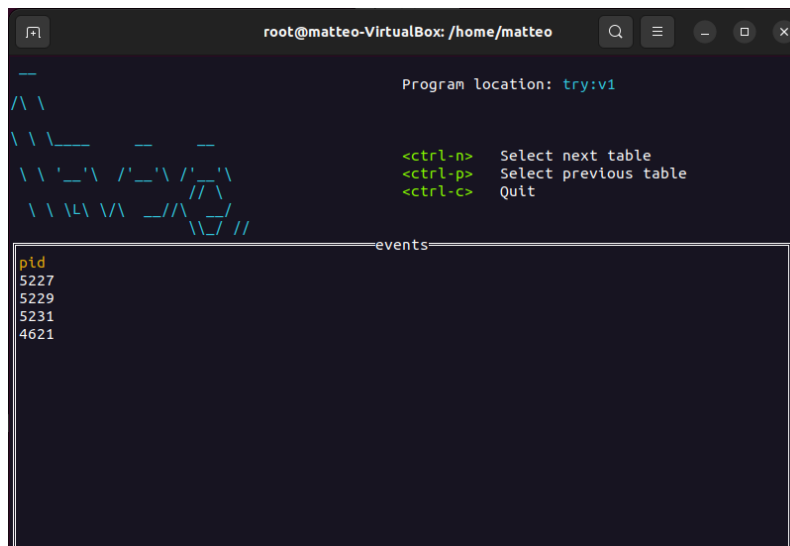 root@matteo-VirtualBox: /home/matteo
Program location: try:v1
<ctrl-n> Select next table
<ctrl-p> Select previous table
<ctrl-c> Quit
events
pid
5227
5229
5231
4621